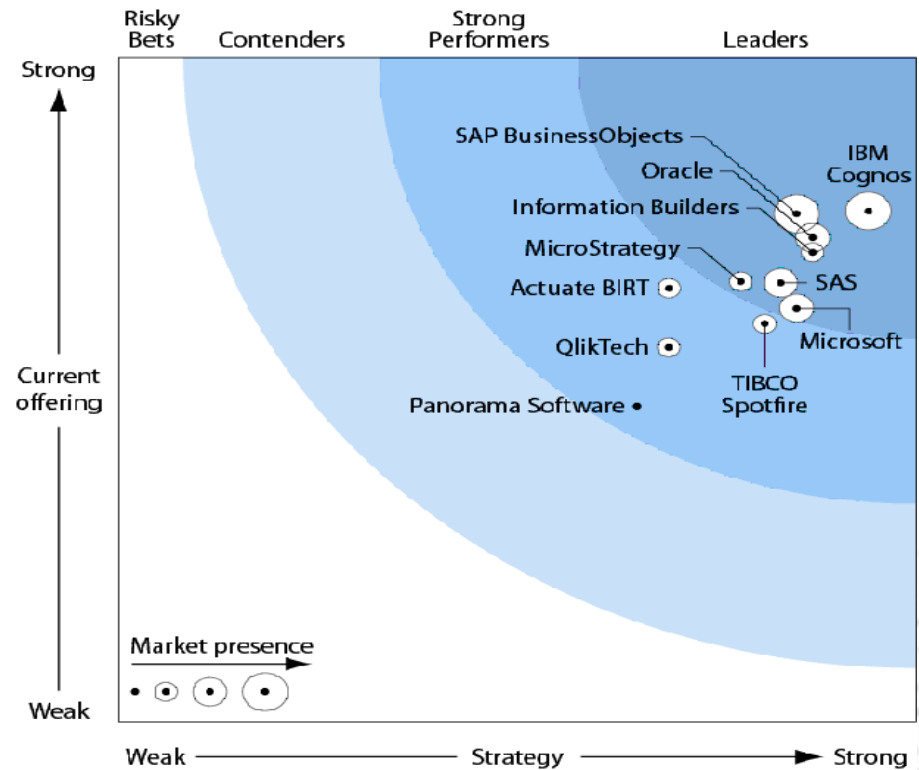 Risky
Bets
Contenders
Strong
Performers
Leaders
Strong
SAP BusinessObjects
IBM
Cognos
Oracle
Information Builders
MicroStrategy
Actuate BIRT
SAS
Microsoft
QlikTech
TIBCO
Spotfire
Current
offering
Panorama Software
Market presence
Weak
Weak
Strategy
Strong